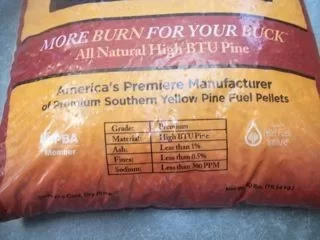 MORE BURN FOR YOUR BUCK
All Natural High BTU Pine
America's Premiere Manufacturer
of Premium Southern Yellow Pine Fuel Pellets
Grade: Premium
Material: High BTU Pine
Ash: Less than 1%
Fines: Less than 0.5%
Sodium: Less than 300 PPM
Member